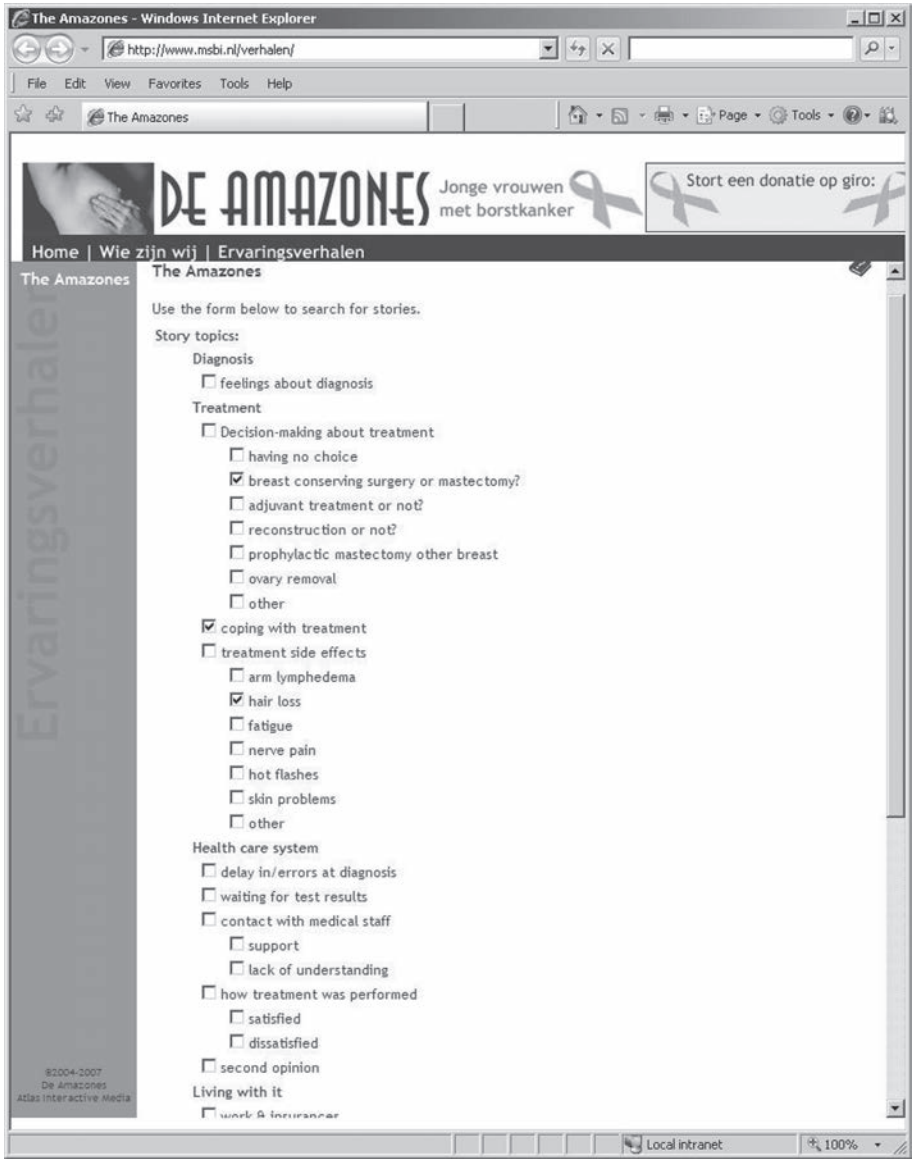 The Amazones - Windows Internet Explorer
http://www.msbi.nl/verhalen/
File Edit View Favorites Tools Help
The Amazones
Page Tools
DE AMAZONES
Jonge vrouwen
met borstkanker
Stort een donatie op giro:
Home | Wie zijn wij | Ervaringsverhalen
The Amazones
Ervaringsverhalen
The Amazones
Use the form below to search for stories.
Story topics:
Diagnosis
feelings about diagnosis
Treatment
Decision-making about treatment
having no choice
breast conserving surgery or mastectomy?
adjuvant treatment or not?
reconstruction or not?
prophylactic mastectomy other breast
ovary removal
other
coping with treatment
treatment side effects
arm lymphedema
hair loss
fatigue
nerve pain
hot flashes
skin problems
other
Health care system
delay in/errors at diagnosis
waiting for test results
contact with medical staff
support
lack of understanding
how treatment was performed
satisfied
dissatisfied
second opinion
Living with it
work & insurances
©2004-2007
De Amazones
Atlas Interactive Media
Local intranet
100%